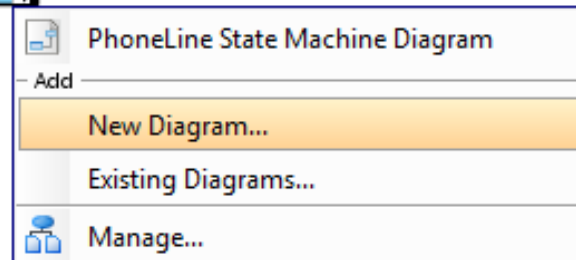 PhoneLine State Machine Diagram
Add
New Diagram...
Existing Diagrams...
Manage...